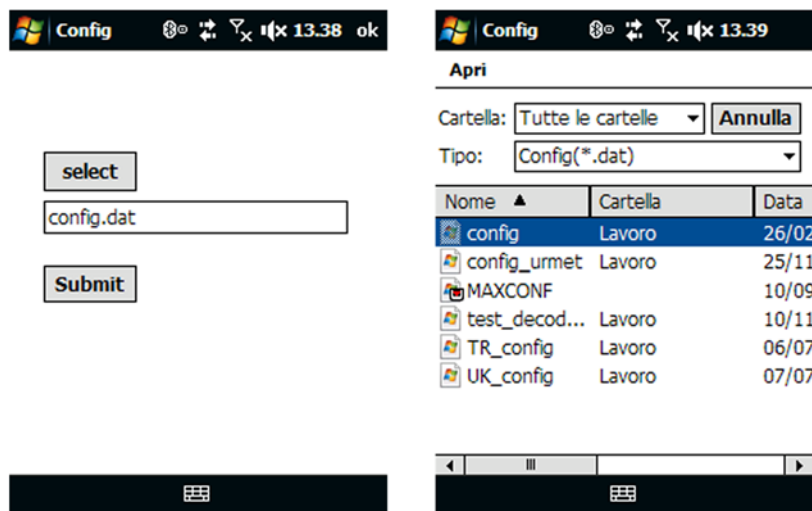 Config 13.38 ok
select
config.dat
Submit
Config 13.39
Apri
Cartella: Tutte le cartelle Annulla
Tipo: Config(*.dat)
Nome Cartella Data
config Lavoro 26/02
config_urmet Lavoro 25/11
MAXCONF 10/09
test_decod... Lavoro 10/11
TR_config Lavoro 06/07
UK_config Lavoro 07/07